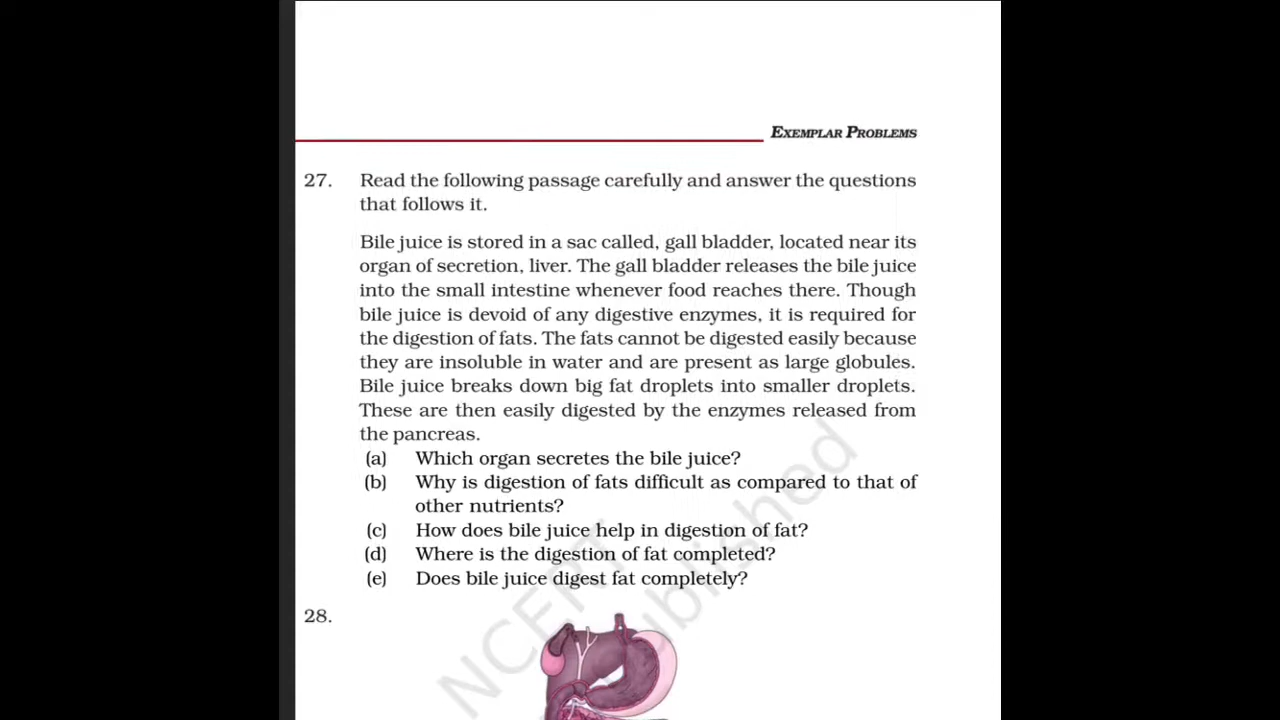 EXEMPLAR PROBLEMS
27. Read the following passage carefully and answer the questions
that follows it.
Bile juice is stored in a sac called, gall bladder, located near its
organ of secretion, liver. The gall bladder releases the bile juice
into the small intestine whenever food reaches there. Though
bile juice is devoid of any digestive enzymes, it is required for
the digestion of fats. The fats cannot be digested easily because
they are insoluble in water and are present as large globules.
Bile juice breaks down big fat droplets into smaller droplets.
These are then easily digested by the enzymes released from
the pancreas.
(a) Which organ secretes the bile juice?
(b) Why is digestion of fats difficult as compared to that of
other nutrients?
(c) How does bile juice help in digestion of fat?
(d) Where is the digestion of fat completed?
(e) Does bile juice digest fat completely?
28.
NCERT
ublished